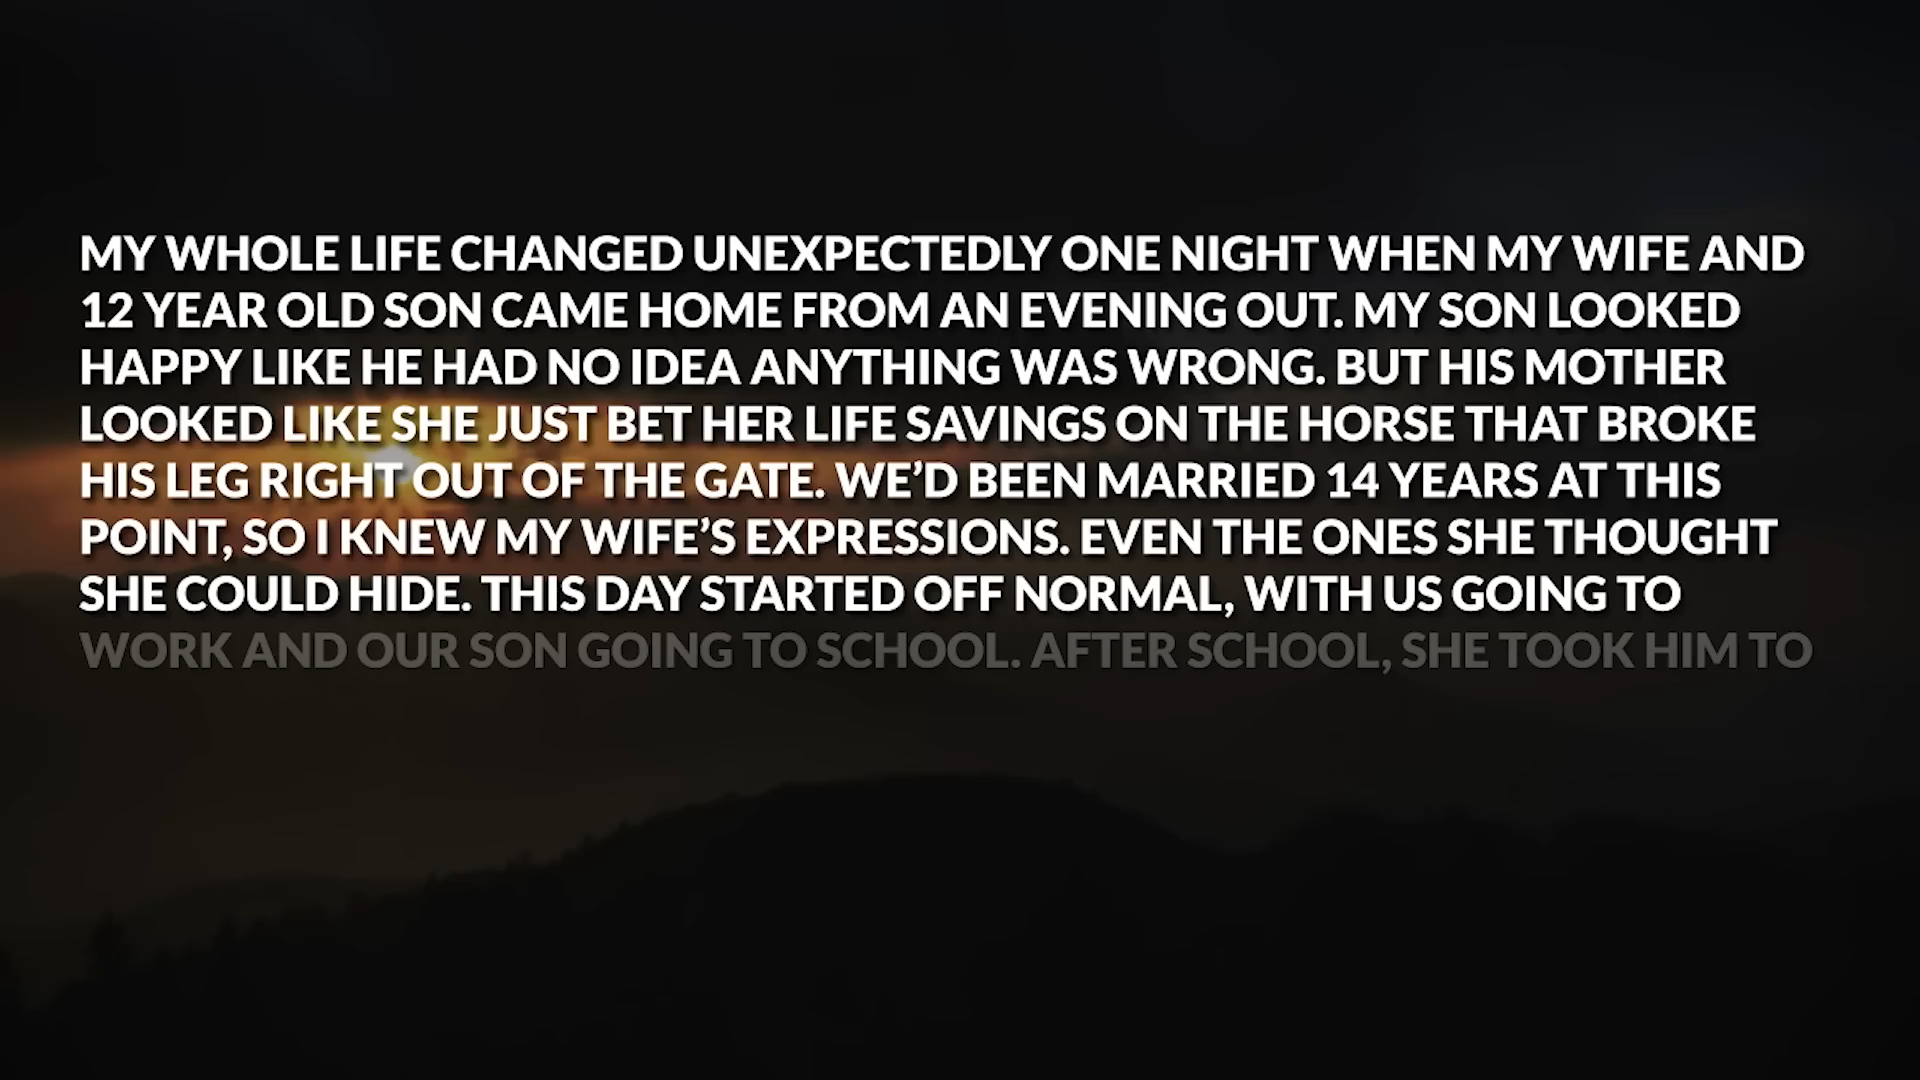 MY WHOLE LIFE CHANGED UNEXPECTEDLY ONE NIGHT WHEN MY WIFE AND
12 YEAR OLD SON CAME HOME FROM AN EVENING OUT. MY SON LOOKED
HAPPY LIKE HE HAD NO IDEA ANYTHING WAS WRONG. BUT HIS MOTHER
LOOKED LIKE SHE JUST BET HER LIFE SAVINGS ON THE HORSE THAT BROKE
HIS LEG RIGHT OUT OF THE GATE. WE’D BEEN MARRIED 14 YEARS AT THIS
POINT, SO I KNEW MY WIFE’S EXPRESSIONS. EVEN THE ONES SHE THOUGHT
SHE COULD HIDE. THIS DAY STARTED OFF NORMAL, WITH US GOING TO
WORK AND OUR SON GOING TO SCHOOL. AFTER SCHOOL, SHE TOOK HIM TO